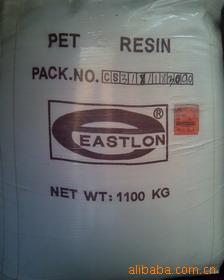 PET RESIN
PACK.NO.
®
EASTLON
NET WT: 1100 KG
alibaba.com.cn